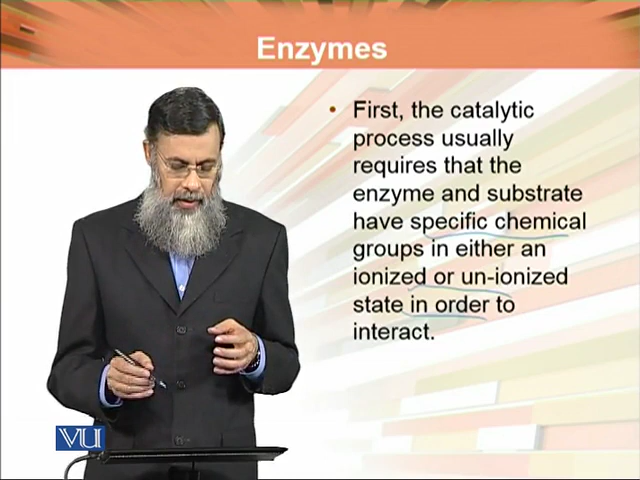 Enzymes
• First, the catalytic
process usually
requires that the
enzyme and substrate
have specific chemical
groups in either an
ionized or un-ionized
state in order to
interact.
VU